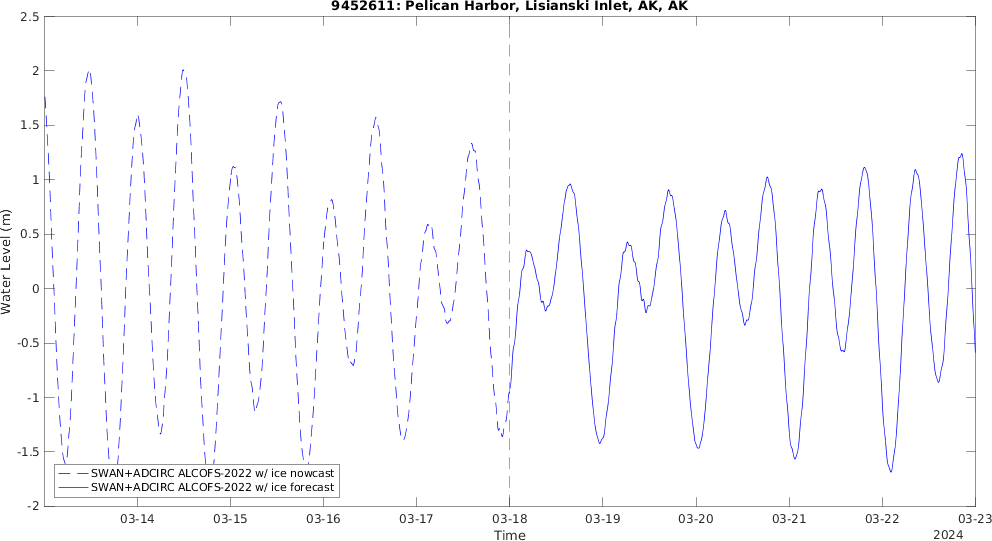 9452611: Pelican Harbor, Lisianski Inlet, AK, AK
2.5
2
1.5
1
0.5
0
-0.5
-1
-1.5
-2
Water Level (m)
SWAN+ADCIRC ALCOFS-2022 w/ ice nowcast
SWAN+ADCIRC ALCOFS-2022 w/ ice forecast
03-14 03-15 03-16 03-17 03-18 03-19 03-20 03-21 03-22 03-23
Time
2024